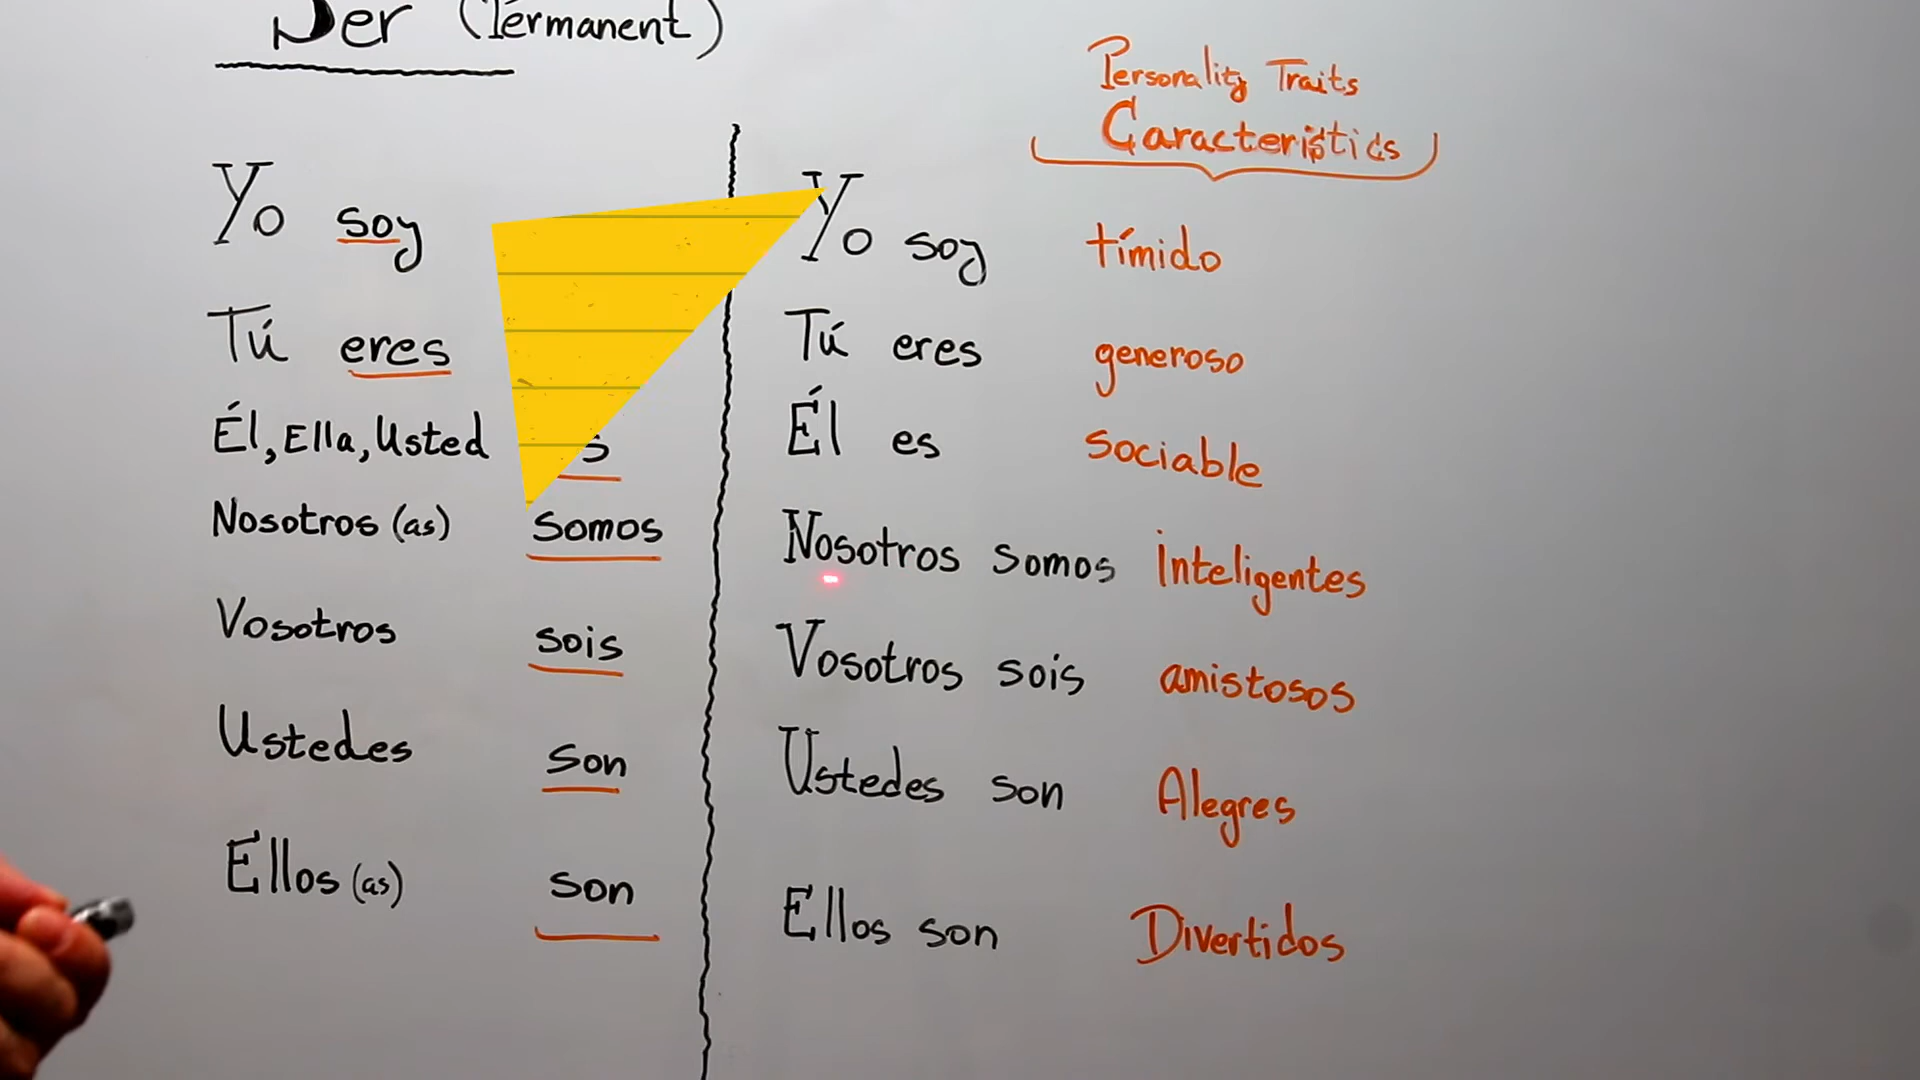 Ser (Permanent)
Personality Traits
Caracteristics
Yo soy
Tú eres
Él, Ella, Usted
Nosotros (as) somos
Vosotros sois
Ustedes son
Ellos (as) son
Yo soy tímido
Tú eres generoso
Él es sociable
Nosotros somos inteligentes
Vosotros sois amistosos
Ustedes son Alegres
Ellos son Divertidos